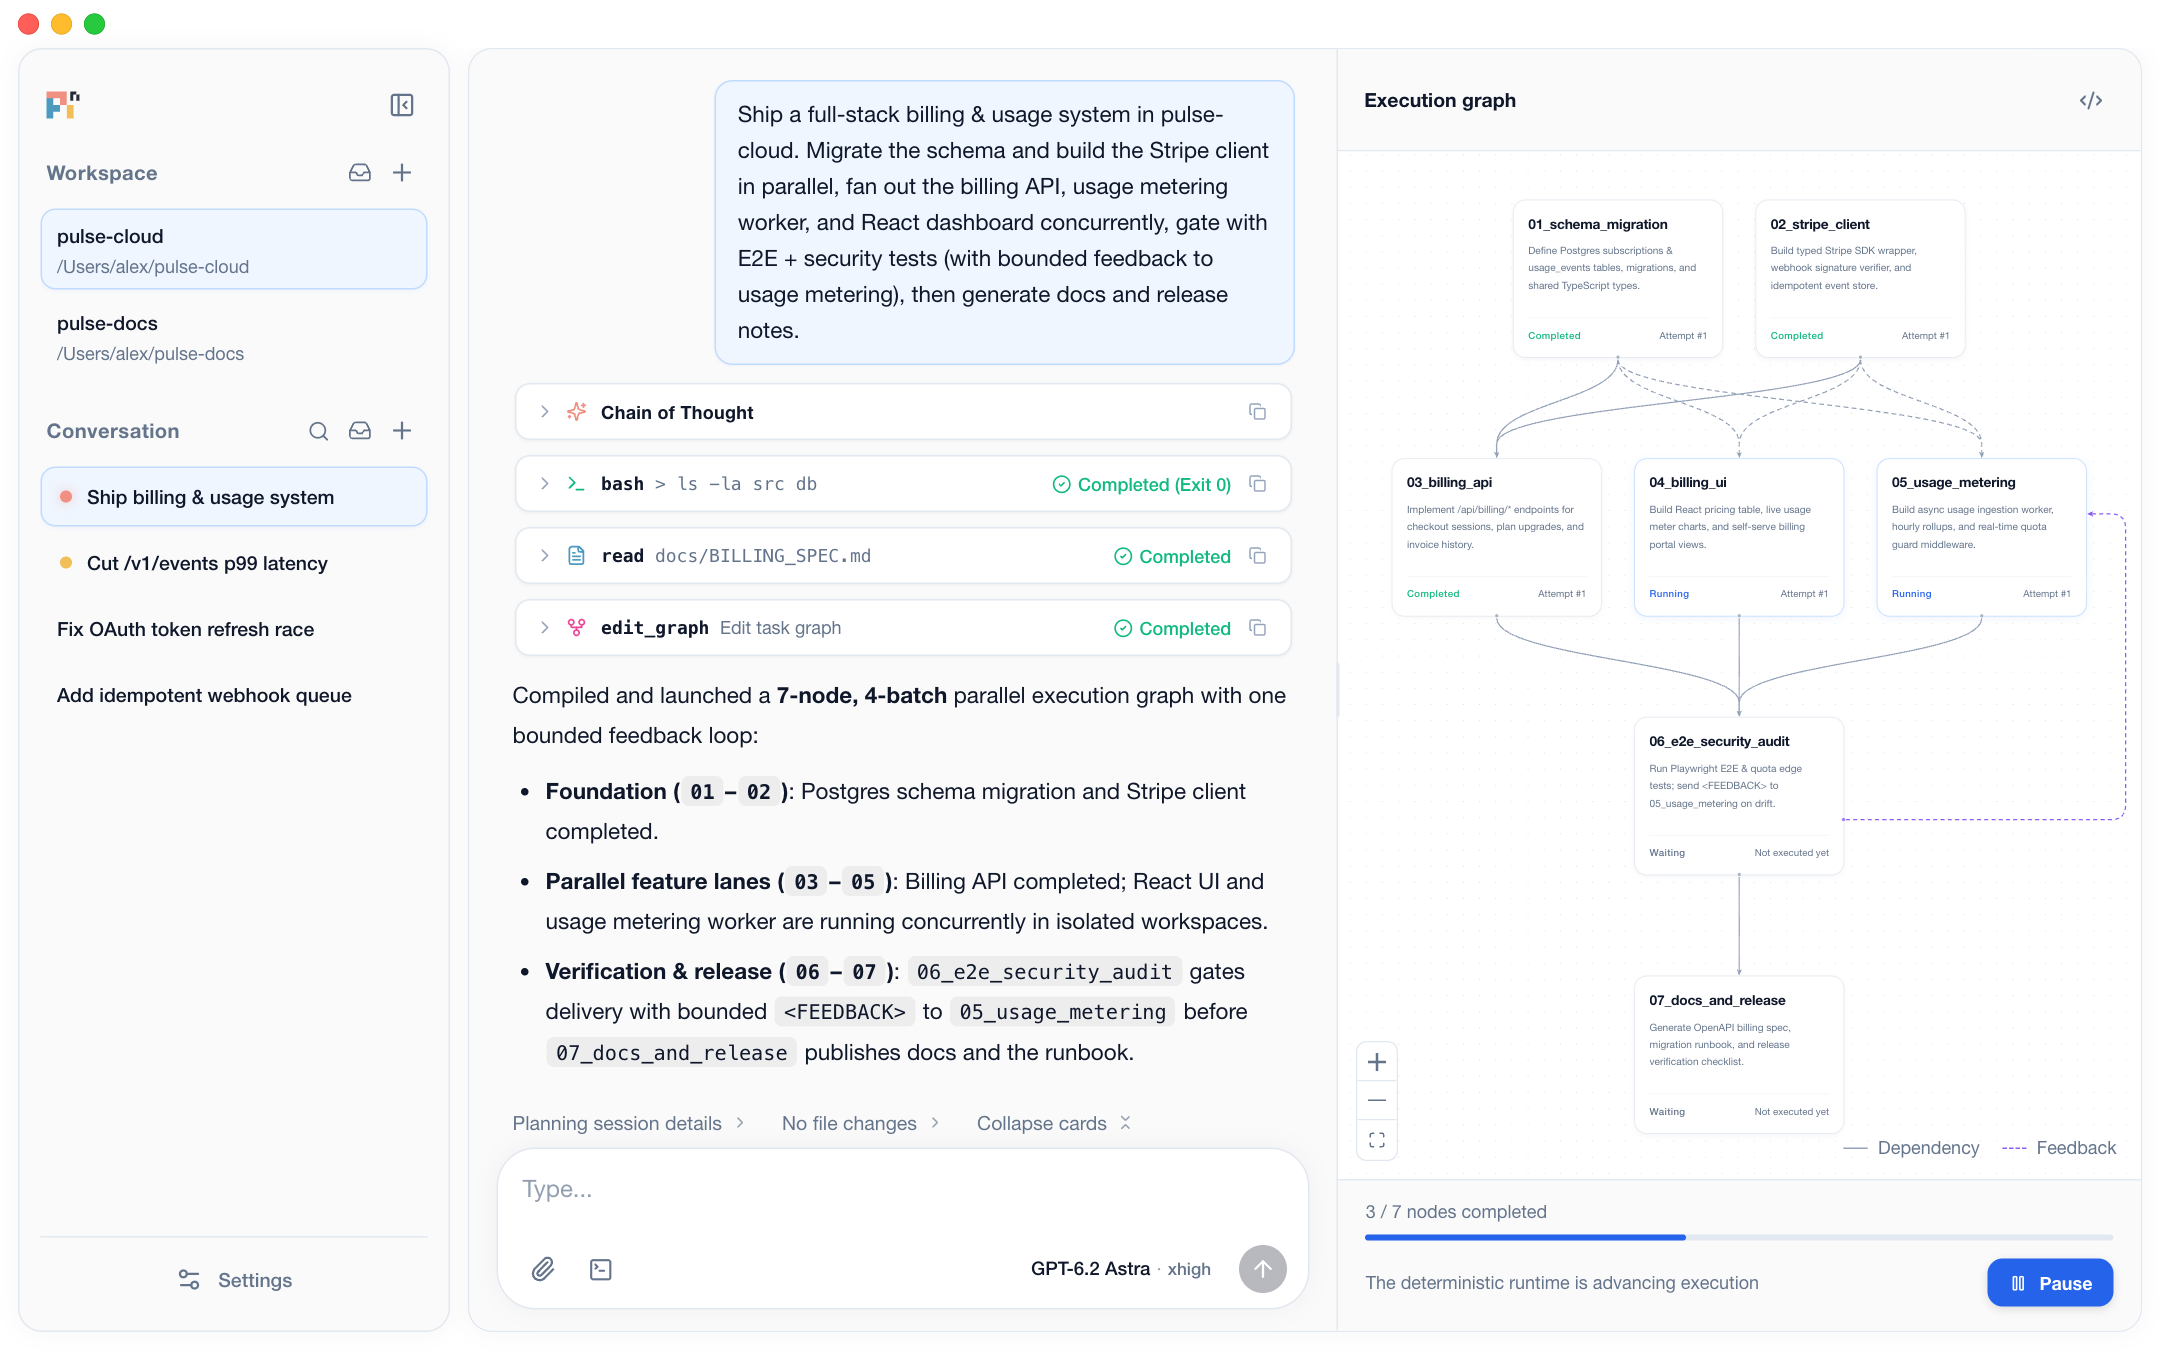 Workspace
pulse-cloud
/Users/alex/pulse-cloud
pulse-docs
/Users/alex/pulse-docs
Conversation
Ship billing & usage system
Cut /v1/events p99 latency
Fix OAuth token refresh race
Add idempotent webhook queue
Settings
Ship a full-stack billing & usage system in pulse-
cloud. Migrate the schema and build the Stripe client
in parallel, fan out the billing API, usage metering
worker, and React dashboard concurrently, gate with
E2E + security tests (with bounded feedback to
usage metering), then generate docs and release
notes.
Chain of Thought
bash > ls -la src db Completed (Exit 0)
read docs/BILLING_SPEC.md Completed
edit_graph Edit task graph Completed
Compiled and launched a 7-node, 4-batch parallel execution graph with one
bounded feedback loop:
• Foundation (01–02): Postgres schema migration and Stripe client
completed.
• Parallel feature lanes (03–05): Billing API completed; React UI and
usage metering worker are running concurrently in isolated workspaces.
• Verification & release (06–07): 06_e2e_security_audit gates
delivery with bounded <FEEDBACK> to 05_usage_metering before
07_docs_and_release publishes docs and the runbook.
Planning session details No file changes Collapse cards
Type...
GPT-6.2 Astra · xhigh
Execution graph
01_schema_migration
Define Postgres subscriptions &
usage_events tables, migrations, and
shared TypeScript types.
Completed Attempt #1
02_stripe_client
Build typed Stripe SDK wrapper,
webhook signature verifier, and
idempotent event store.
Completed Attempt #1
03_billing_api
Implement /api/billing/* endpoints for
checkout sessions, plan upgrades, and
invoice history.
Completed Attempt #1
04_billing_ui
Build React pricing table, live usage
meter charts, and self-serve billing
portal views.
Running Attempt #1
05_usage_metering
Build async usage ingestion worker,
hourly rollups, and real-time quota
guard middleware.
Running Attempt #1
06_e2e_security_audit
Run Playwright E2E & quota edge
tests; send <FEEDBACK> to
05_usage_metering on drift.
Waiting Not executed yet
07_docs_and_release
Generate OpenAPI billing spec,
migration runbook, and release
verification checklist.
Waiting Not executed yet
Dependency Feedback
3 / 7 nodes completed
The deterministic runtime is advancing execution
Pause